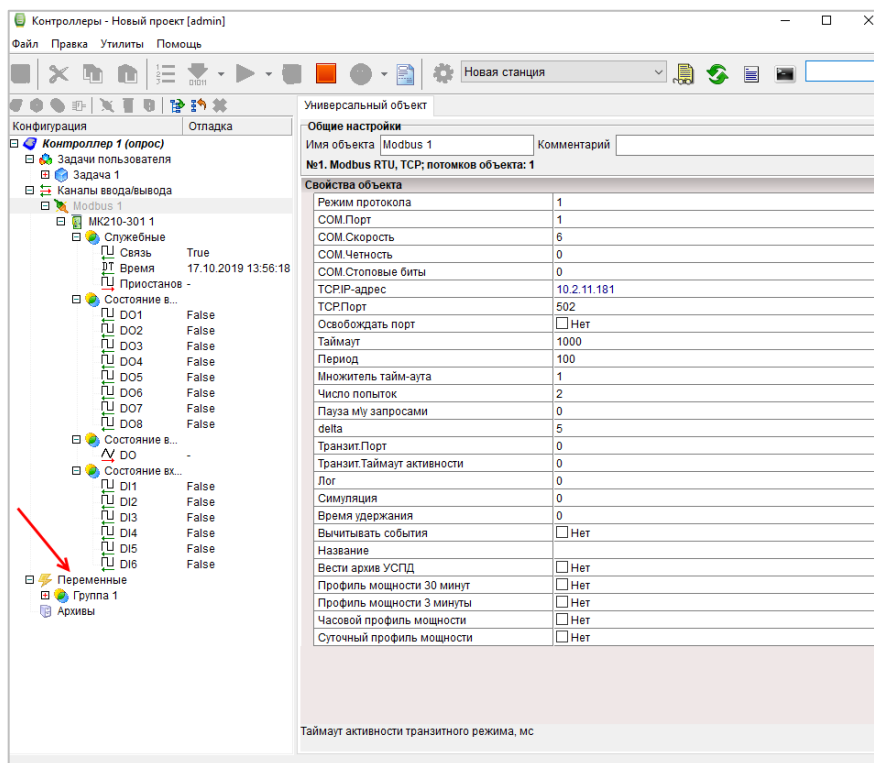 Контроллеры - Новый проект [admin]
Файл Правка Утилиты Помощь
Новая станция
Конфигурация Отладка
Контроллер 1 (опрос)
Задачи пользователя
Задача 1
Каналы ввода/вывода
Modbus 1
МК210-301 1
Служебные
Связь True
Время 17.10.2019 13:56:18
Приостанов -
Состояние в...
DO1 False
DO2 False
DO3 False
DO4 False
DO5 False
DO6 False
DO7 False
DO8 False
Состояние в...
DO -
Состояние вх...
DI1 False
DI2 False
DI3 False
DI4 False
DI5 False
DI6 False
Переменные
Группа 1
Архивы
Универсальный объект
Общие настройки
Имя объекта Modbus 1 Комментарий
№1. Modbus RTU, TCP; потомков объекта: 1
Свойства объекта
Режим протокола 1
COM.Порт 1
COM.Скорость 6
COM.Четность 0
COM.Стоповые биты 0
TCP.IP-адрес 10.2.11.181
TCP.Порт 502
Освобождать порт Нет
Таймаут 1000
Период 100
Множитель тайм-аута 1
Число попыток 2
Пауза м\у запросами 0
delta 5
Транзит.Порт 0
Транзит.Таймаут активности 0
Лог 0
Симуляция 0
Время удержания 0
Вычитывать события Нет
Название
Вести архив УСПД Нет
Профиль мощности 30 минут Нет
Профиль мощности 3 минуты Нет
Часовой профиль мощности Нет
Суточный профиль мощности Нет
Таймаут активности транзитного режима, мс